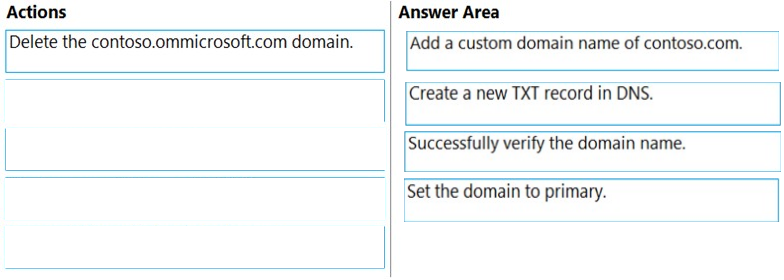 Actions
Delete the contoso.ommicrosoft.com domain.
Answer Area
Add a custom domain name of contoso.com.
Create a new TXT record in DNS.
Successfully verify the domain name.
Set the domain to primary.